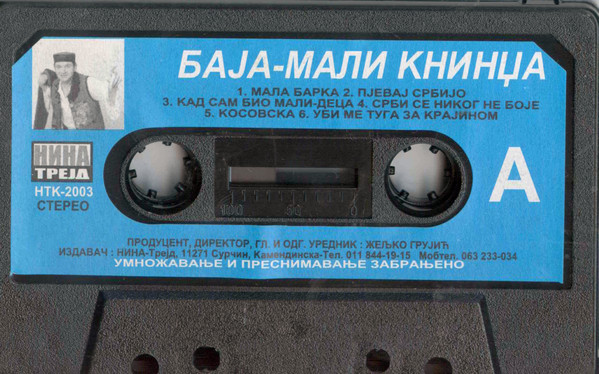 БАЈА-МАЛИ КНИНЏА
1. МАЛА БАРКА 2. ПЈЕВАЈ СРБИЈО
3. КАД САМ БИО МАЛИ-ДЕЦА 4. СРБИ СЕ НИКОГ НЕ БОЈЕ
5. КОСОВСКА 6. УБИ МЕ ТУГА ЗА КРАЈИНОМ
НИНА
ТРЕЈД
НТК-2003
СТЕРЕО
100 50 0
А
ПРОДУЦЕНТ, ДИРЕКТОР, ГЛ. И ОДГ. УРЕДНИК : ЖЕЉКО ГРУЈИЋ
ИЗДАВАЧ : НИНА-Трејд, 11271 Сурчин, Камендинска-Тел. 011 844-19-15 Мобтел. 063 233-034
УМНОЖАВАЊЕ И ПРЕСНИМАВАЊЕ ЗАБРАЊЕНО